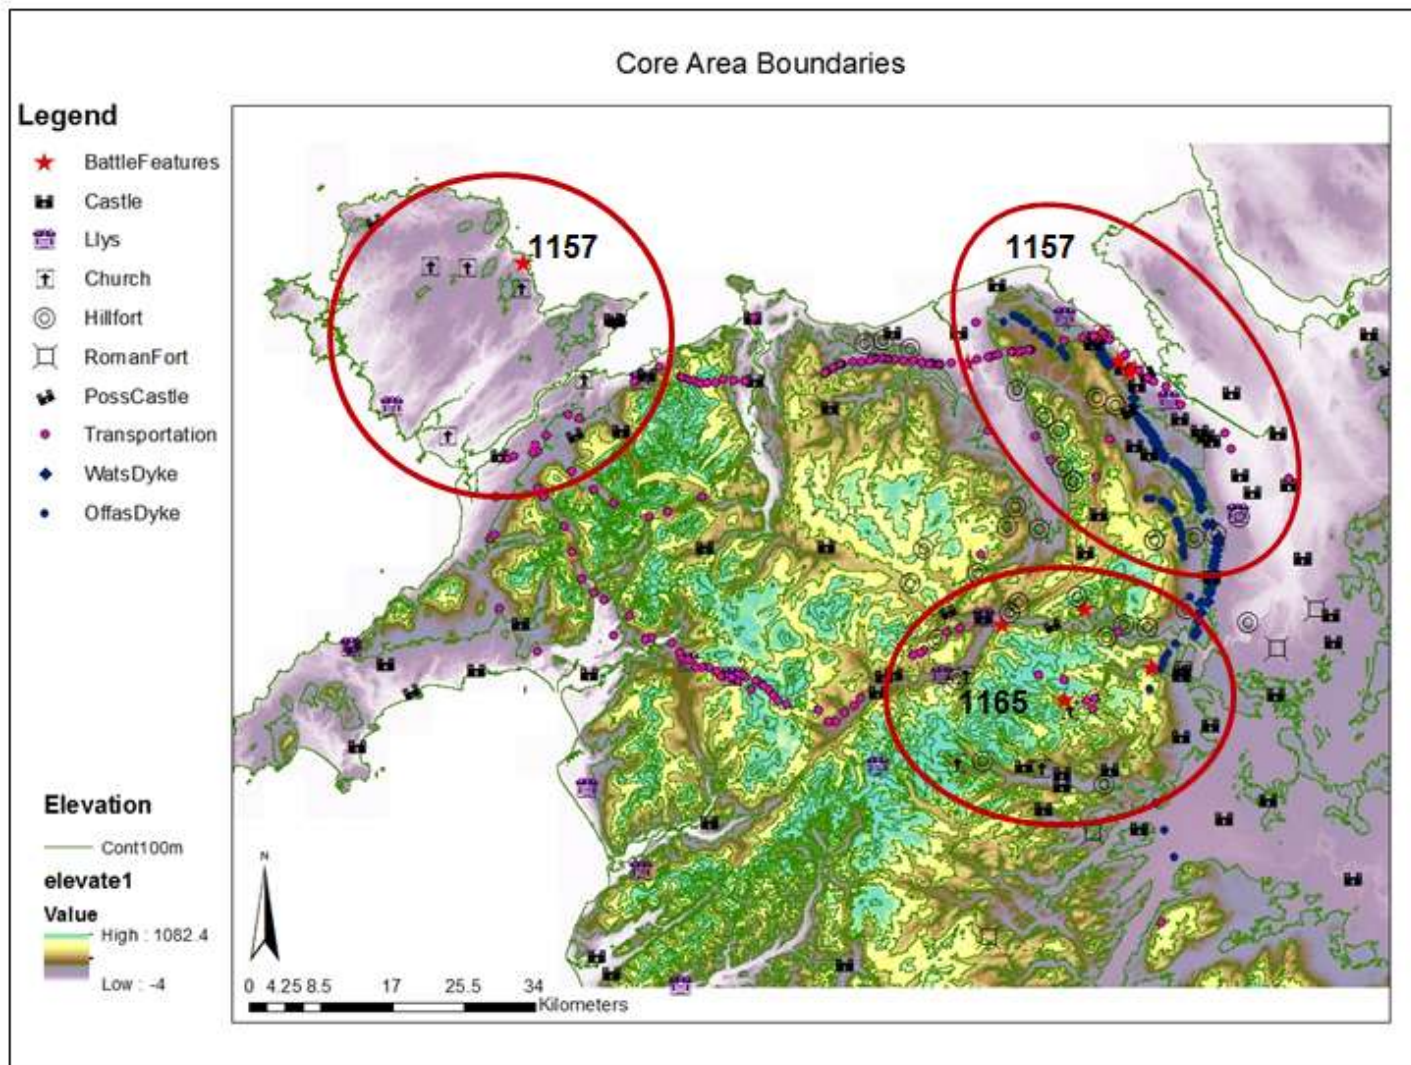 Core Area Boundaries
Legend
BattleFeatures
Castle
Llys
Church
Hillfort
RomanFort
PossCastle
Transportation
WatsDyke
OffasDyke
1157
1157
1165
Elevation
Cont100m
elevate1
Value
High : 1082.4
Low : -4
N
0 4.25 8.5 17 25.5 34
Kilometers